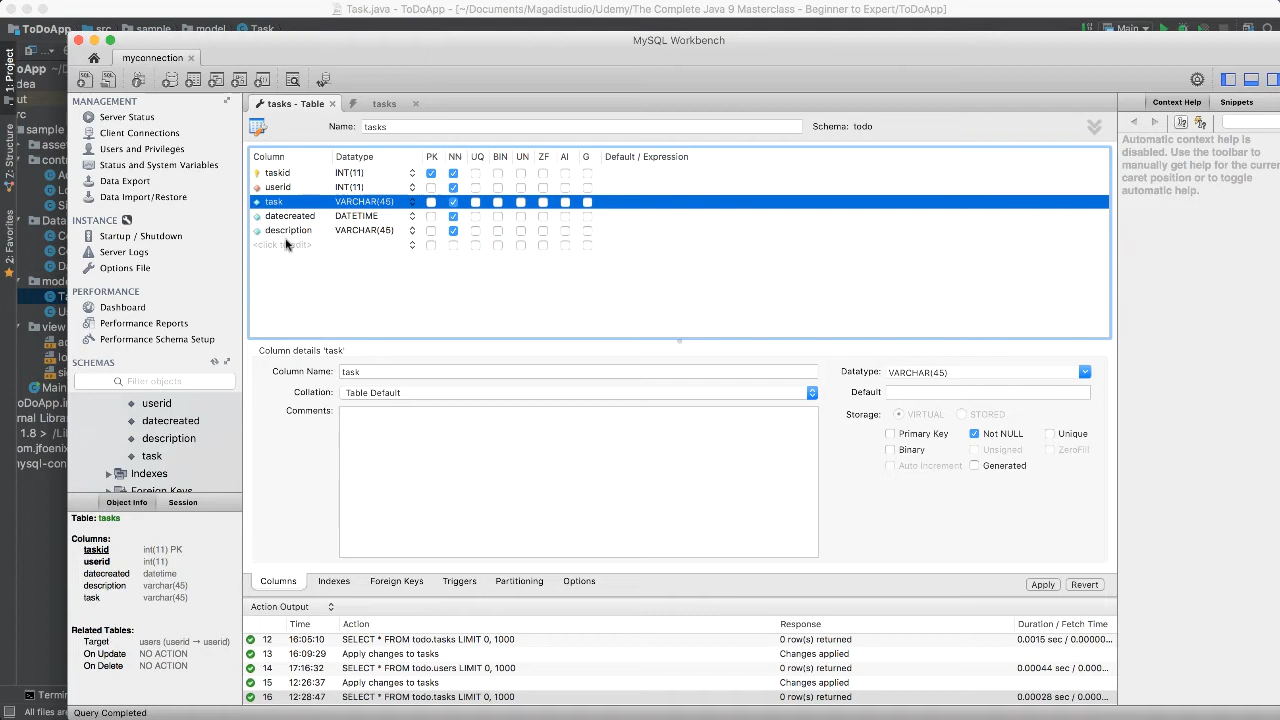 Task.java - ToDoApp [~/Documents/Magadistudio/Udemy/The Complete Java 9 Masterclass - Beginner to Expert/ToDoApp]
ToDoApp src sample model Task Main
MySQL Workbench
myconnection
1: Project
Z: Structure
2: Favorites
MANAGEMENT
Server Status
Client Connections
Users and Privileges
Status and System Variables
Data Export
Data Import/Restore
INSTANCE
Startup / Shutdown
Server Logs
Options File
PERFORMANCE
Dashboard
Performance Reports
Performance Schema Setup
SCHEMAS
Filter objects
userid
datecreated
description
task
Indexes
Foreign Keys
Object Info Session
Table: tasks
Columns:
taskid int(11) PK
userid int(11)
datecreated datetime
description varchar(45)
task varchar(45)
Related Tables:
Target users (userid → userid)
On Update NO ACTION
On Delete NO ACTION
Query Completed
tasks - Table tasks
Name: tasks Schema: todo
Column Datatype PK NN UQ BIN UN ZF AI G Default / Expression
taskid INT(11)
userid INT(11)
task VARCHAR(45)
datecreated DATETIME
description VARCHAR(45)
<click to edit>
Column details 'task'
Column Name: task Datatype: VARCHAR(45)
Collation: Table Default Default
Comments: Storage: VIRTUAL STORED
Primary Key Not NULL Unique
Binary Unsigned ZeroFill
Auto Increment Generated
Columns Indexes Foreign Keys Triggers Partitioning Options Apply Revert
Action Output
Time Action Response Duration / Fetch Time
12 16:05:10 SELECT * FROM todo.tasks LIMIT 0, 1000 0 row(s) returned 0.0015 sec / 0.00000...
13 16:09:29 Apply changes to tasks Changes applied
14 17:16:32 SELECT * FROM todo.users LIMIT 0, 1000 0 row(s) returned 0.00044 sec / 0.0000...
15 12:26:37 Apply changes to tasks Changes applied
16 12:28:47 SELECT * FROM todo.tasks LIMIT 0, 1000 0 row(s) returned 0.00028 sec / 0.000...
Context Help Snippets
Automatic context help is
disabled. Use the toolbar to
manually get help for the current
caret position or to toggle
automatic help.